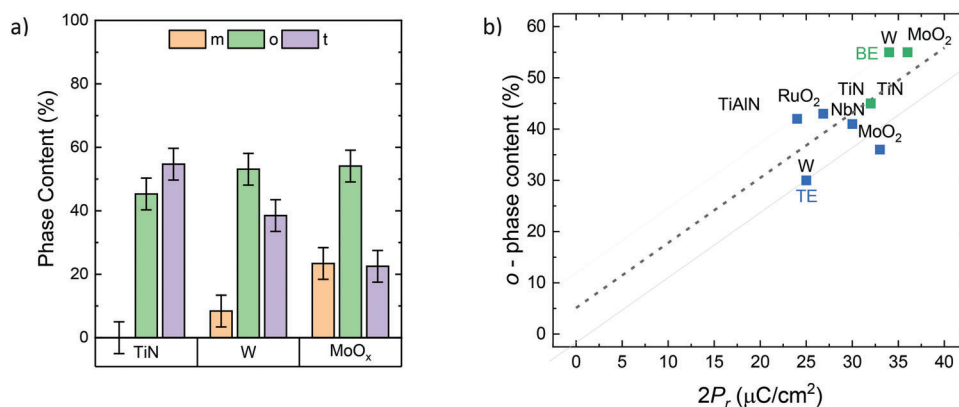 a)
100
80
60
40
20
0
Phase Content (%)
m o t
TiN W MoOₓ
b)
60
50
40
30
20
10
0
o - phase content (%)
W MoO₂
BE
TiN TiN
RuO₂
TiAlN
NbN
MoO₂
W
TE
0 5 10 15 20 25 30 35 40
2Pᵣ (μC/cm²)